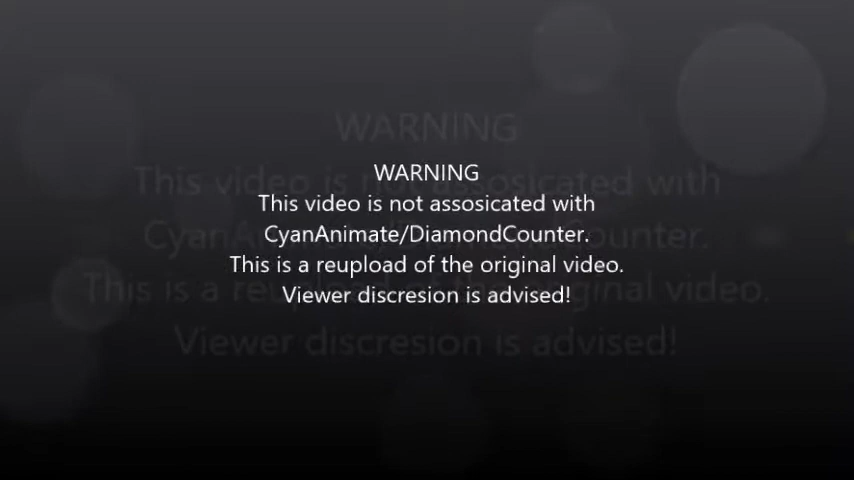 WARNING
This video is not assosicated with
CyanAnimate/DiamondCounter.
This is a reupload of the original video.
Viewer discresion is advised!